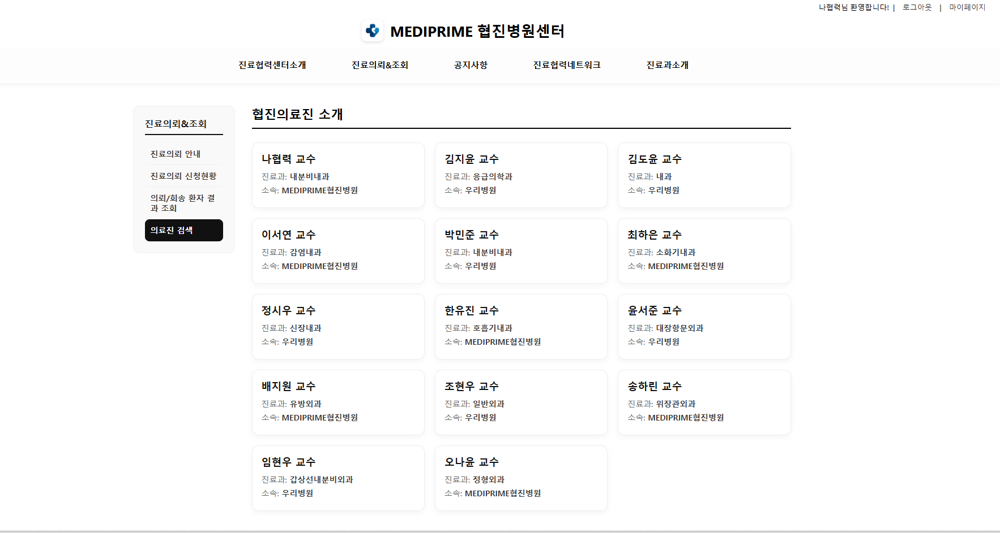 나협력님 환영합니다! | 로그아웃 | 마이페이지
MEDIPRIME 협진병원센터
진료협력센터소개 진료의뢰&조회 공지사항 진료협력네트워크 진료과소개
진료의뢰&조회
진료의뢰 안내
진료의뢰 신청현황
의뢰/회송 환자 결
과 조회
의료진 검색
협진의료진 소개
나협력 교수
진료과: 내분비내과
소속: MEDIPRIME협진병원
김지윤 교수
진료과: 응급의학과
소속: 우리병원
김도윤 교수
진료과: 내과
소속: 우리병원
이서연 교수
진료과: 감염내과
소속: MEDIPRIME협진병원
박민준 교수
진료과: 내분비내과
소속: 우리병원
최하은 교수
진료과: 소화기내과
소속: MEDIPRIME협진병원
정시우 교수
진료과: 신장내과
소속: 우리병원
한유진 교수
진료과: 호흡기내과
소속: MEDIPRIME협진병원
윤서준 교수
진료과: 대장항문외과
소속: 우리병원
배지원 교수
진료과: 유방외과
소속: MEDIPRIME협진병원
조현우 교수
진료과: 일반외과
소속: 우리병원
송하린 교수
진료과: 위장관외과
소속: MEDIPRIME협진병원
임현우 교수
진료과: 갑상선내분비외과
소속: 우리병원
오나윤 교수
진료과: 정형외과
소속: MEDIPRIME협진병원